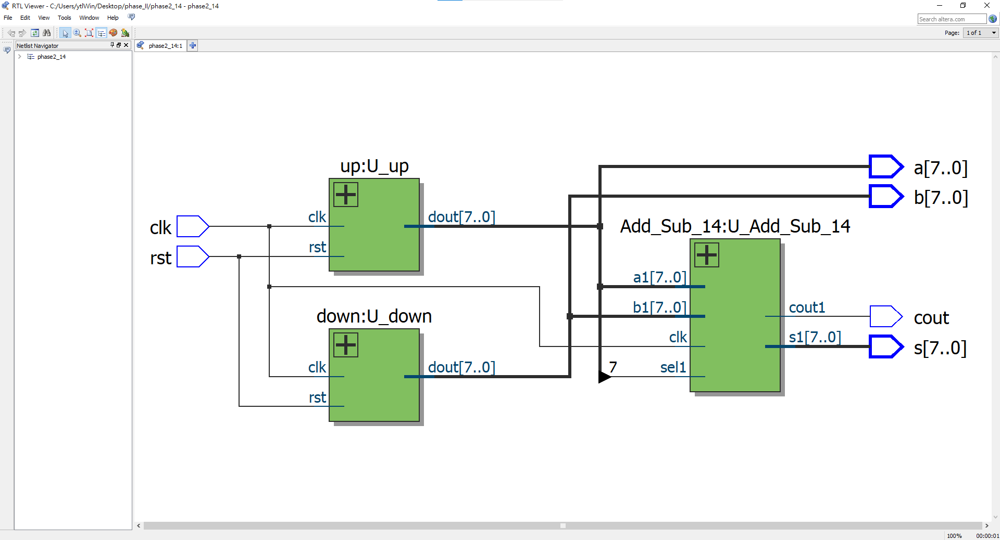 RTL Viewer - C:/Users/ytlWin/Desktop/phase_II/phase2_14 - phase2_14
File Edit View Tools Window Help
Search altera.com
Page: 1 of 1
Netlist Navigator
phase2_14:1
phase2_14
up:U_up
a[7..0]
b[7..0]
clk
clk
dout[7..0]
Add_Sub_14:U_Add_Sub_14
rst
rst
a1[7..0]
b1[7..0]
cout1
cout
down:U_down
clk
s1[7..0]
s[7..0]
clk
dout[7..0]
7
sel1
rst
100% 00:00:01